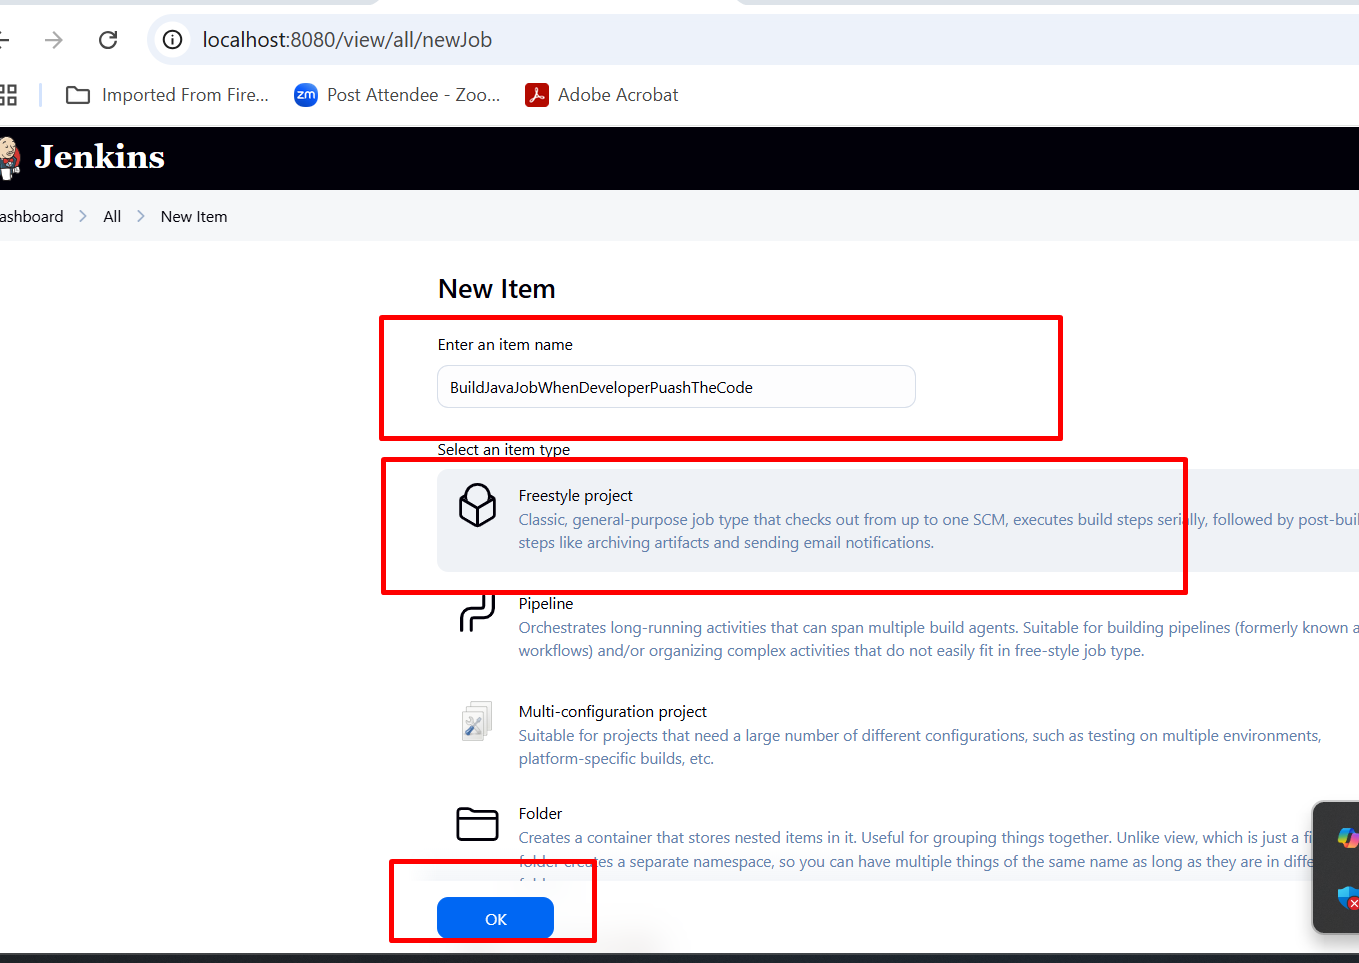 localhost:8080/view/all/newJob
Imported From Fire...
zm
Post Attendee - Zoo...
Adobe Acrobat
Jenkins
ashboard > All > New Item
New Item
Enter an item name
BuildJavaJobWhenDeveloperPuashTheCode
Select an item type
Freestyle project
Classic, general-purpose job type that checks out from up to one SCM, executes build steps serially, followed by post-buil
steps like archiving artifacts and sending email notifications.
Pipeline
Orchestrates long-running activities that can span multiple build agents. Suitable for building pipelines (formerly known a
workflows) and/or organizing complex activities that do not easily fit in free-style job type.
Multi-configuration project
Suitable for projects that need a large number of different configurations, such as testing on multiple environments,
platform-specific builds, etc.
Folder
Creates a container that stores nested items in it. Useful for grouping things together. Unlike view, which is just a fi
folder creates a separate namespace, so you can have multiple things of the same name as long as they are in diffe
OK